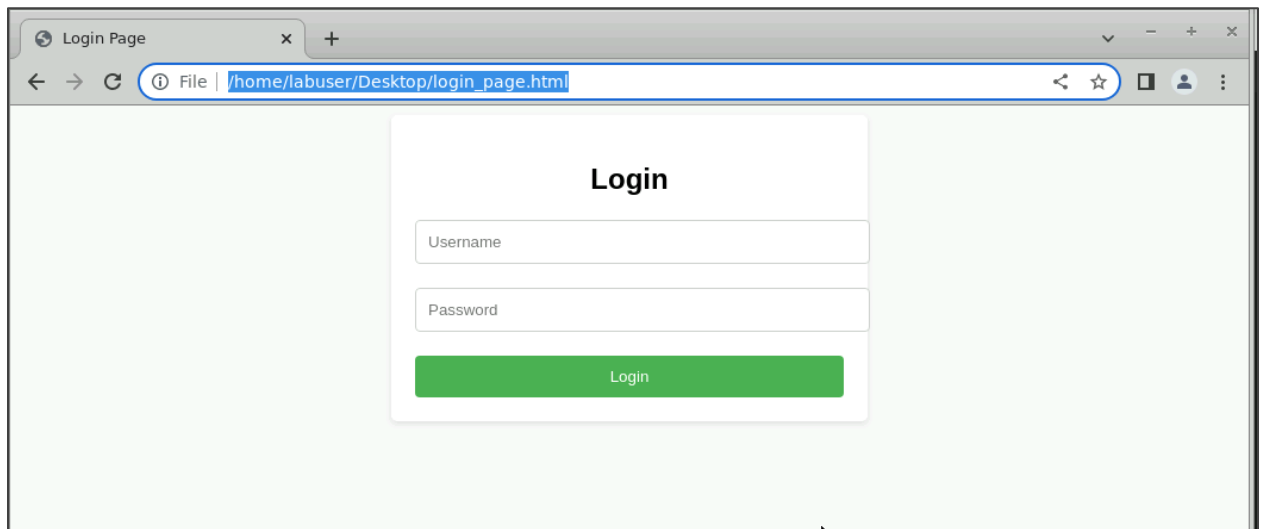 Login Page
File /home/labuser/Desktop/login_page.html
Login
Username
Password
Login